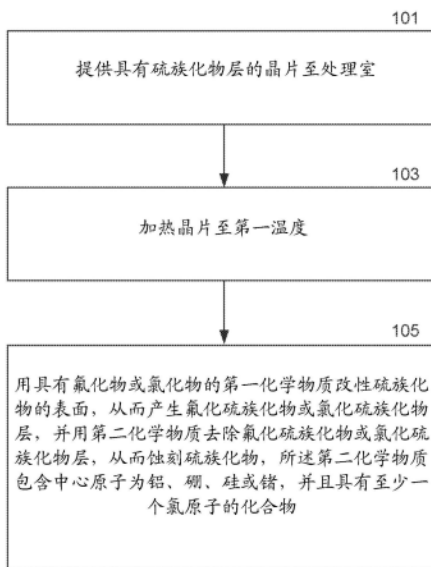 101
提供具有硫族化物层的晶片至处理室
103
加热晶片至第一温度
105
用具有氟化物或氯化物的第一化学物质改性硫族化
物的表面，从而产生氟化硫族化物或氯化硫族化物
层，并用第二化学物质去除氟化硫族化物或氯化硫
族化物层，从而蚀刻硫族化物，所述第二化学物质
包含中心原子为铝、硼、硅或锗，并且具有至少一
个氯原子的化合物